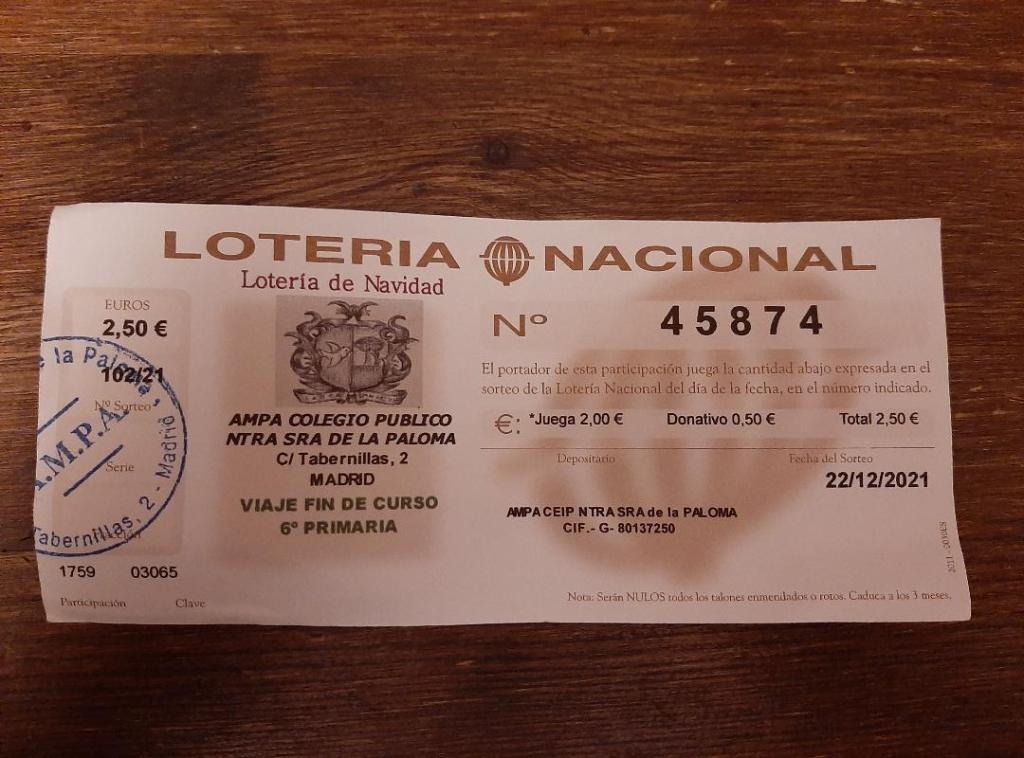 LOTERIA NACIONAL
Lotería de Navidad
EUROS
2,50 €
102/21
Nº Sorteo
Serie
la Paloma,
A.M.P.A.
Tabernillas, 2 - Madrid
1759 03065
Participación Clave
AMPA COLEGIO PUBLICO
NTRA SRA DE LA PALOMA
C/ Tabernillas, 2
MADRID
VIAJE FIN DE CURSO
6º PRIMARIA
Nº 45874
El portador de esta participación juega la cantidad abajo expresada en el
sorteo de la Lotería Nacional del día de la fecha, en el número indicado.
€: *Juega 2,00 € Donativo 0,50 € Total 2,50 €
Depositario Fecha del Sorteo
22/12/2021
AMPA CEIP NTRA SRA de la PALOMA
CIF.- G- 80137250
Nota: Serán NULOS todos los talones enmendados o rotos. Caduca a los 3 meses.